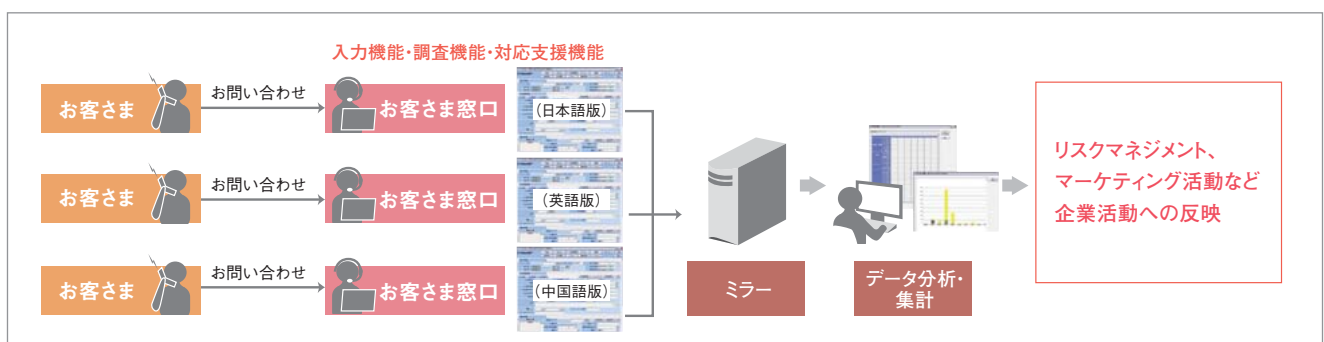 入力機能・調査機能・対応支援機能
お客さま
お問い合わせ
お客さま窓口
(日本語版)
お客さま
お問い合わせ
お客さま窓口
(英語版)
お客さま
お問い合わせ
お客さま窓口
(中国語版)
ミラー
データ分析・
集計
リスクマネジメント、
マーケティング活動など
企業活動への反映